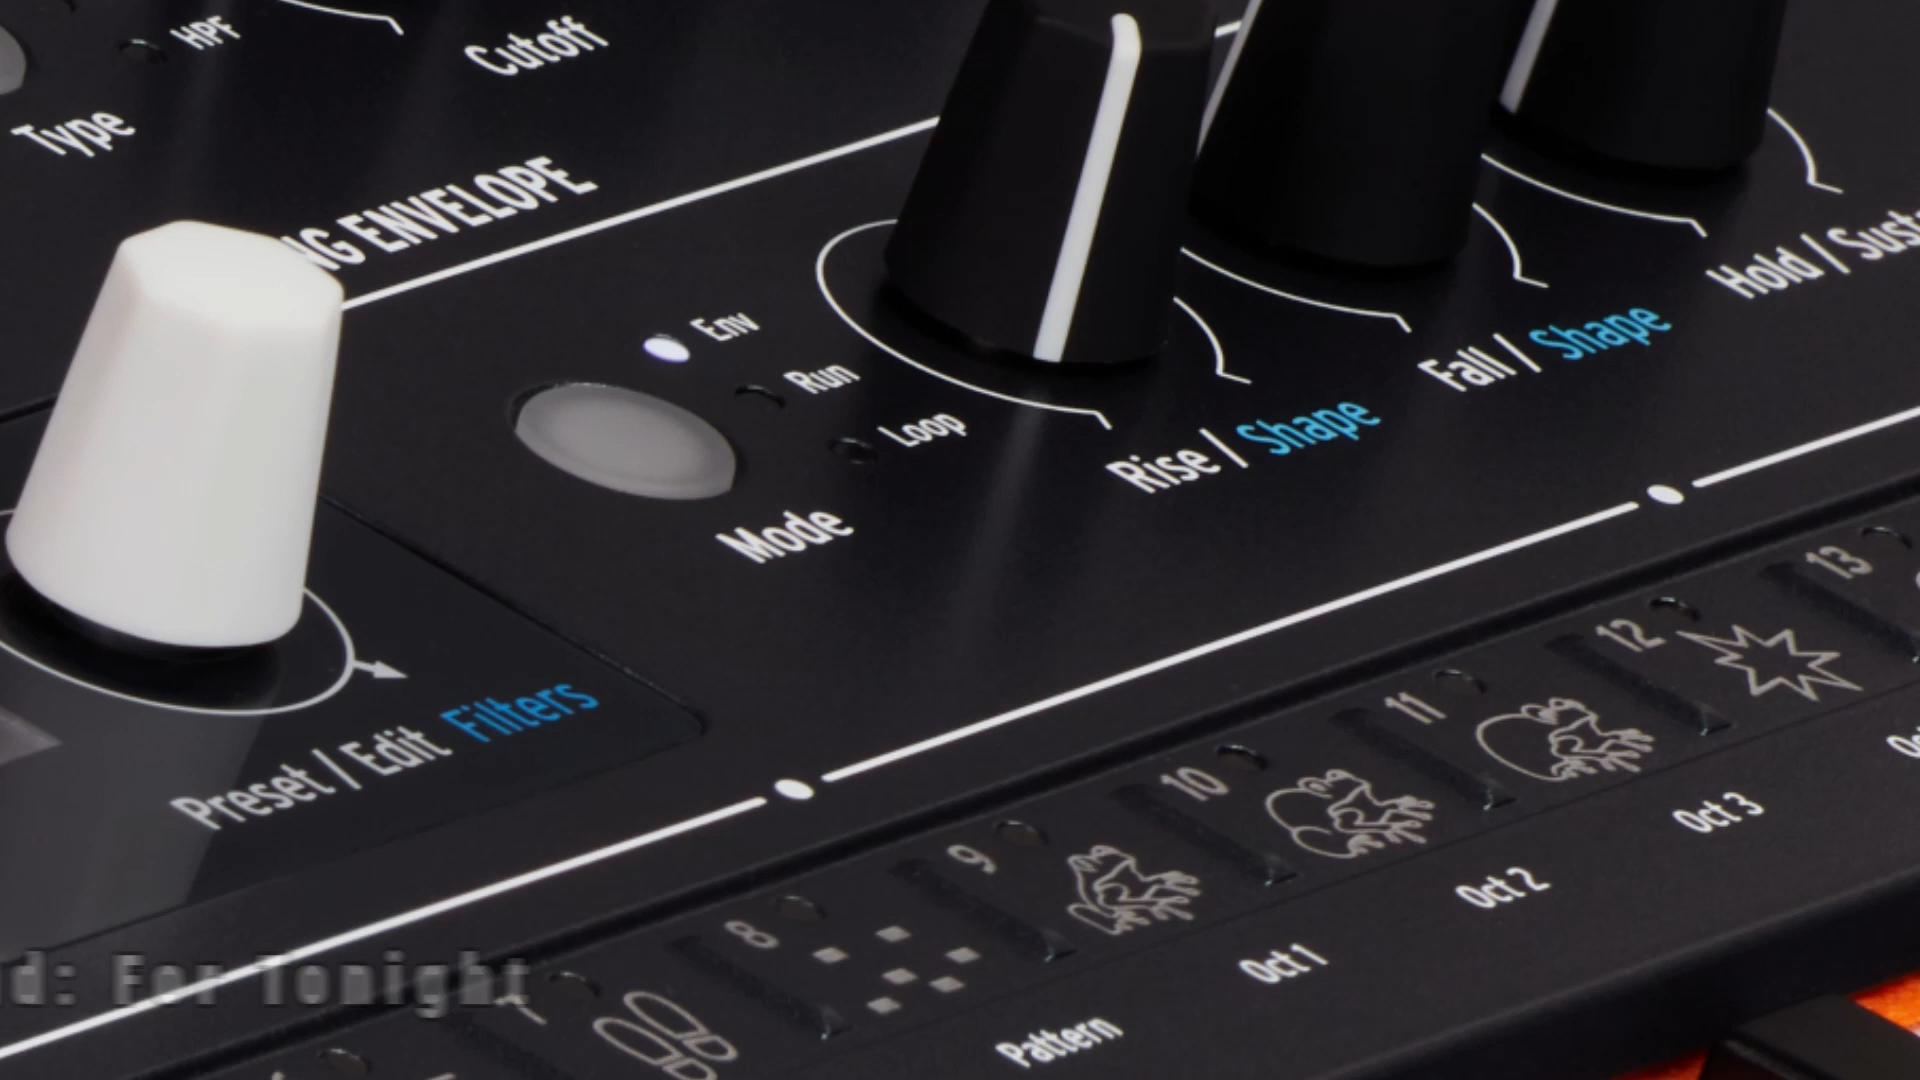 HPF
Cutoff
Type
ENVELOPE
Env
Run
Loop
Mode
Rise / Shape
Fall / Shape
Hold /
Preset / Edit Filters
13
12
11
10
9
8
7
Oct 3
Oct 2
Oct 1
Pattern
For Tonight